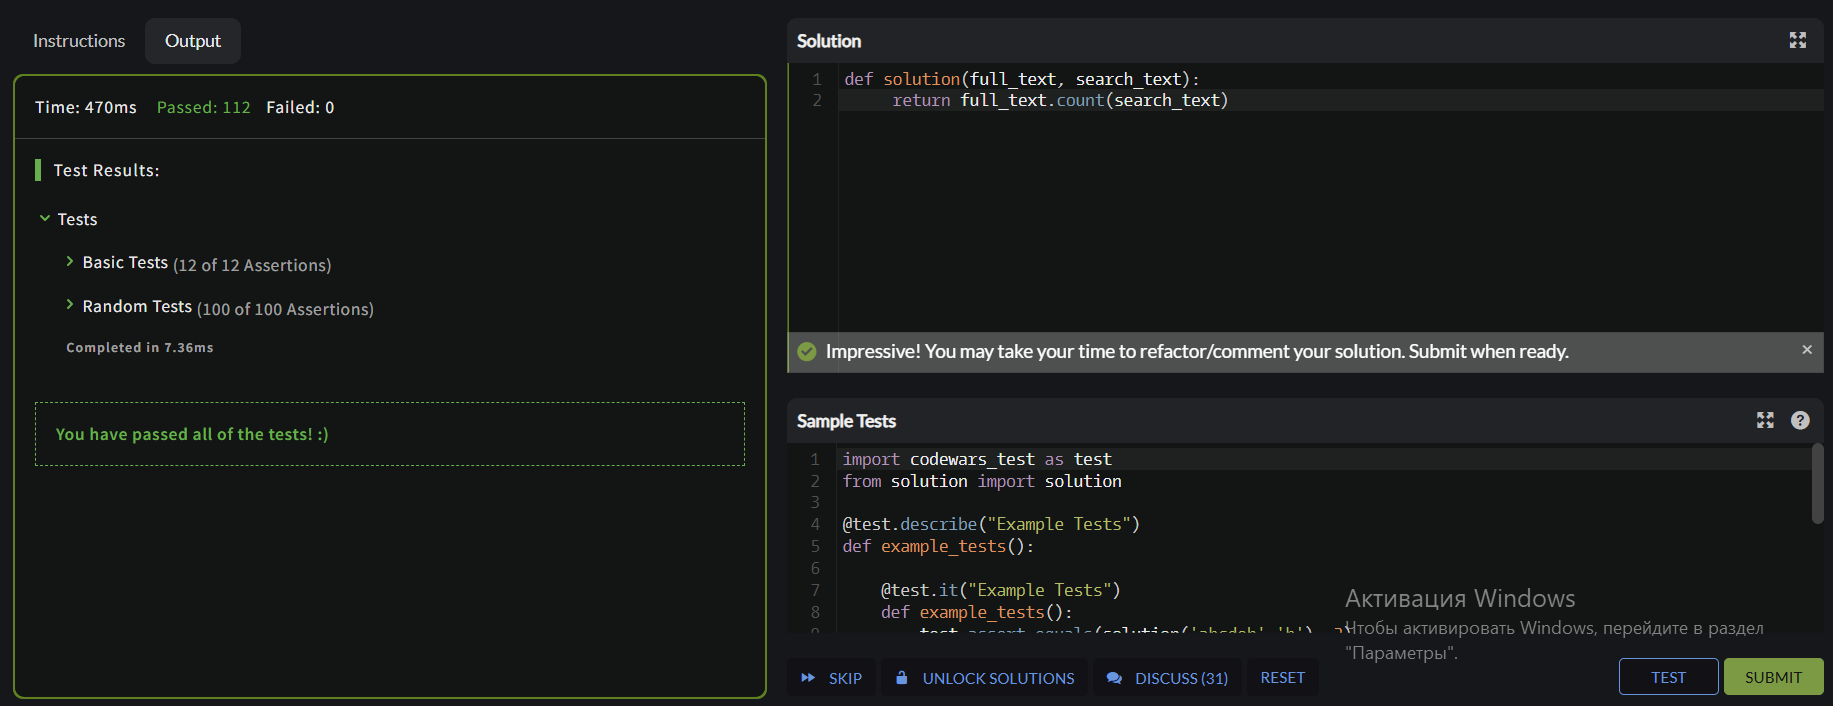 Instructions
Output
Time: 470ms Passed: 112 Failed: 0
Test Results:
Tests
Basic Tests (12 of 12 Assertions)
Random Tests (100 of 100 Assertions)
Completed in 7.36ms
You have passed all of the tests! :)
Solution
1 def solution(full_text, search_text):
2 return full_text.count(search_text)
Impressive! You may take your time to refactor/comment your solution. Submit when ready.
Sample Tests
1 import codewars_test as test
2 from solution import solution
3
4 @test.describe("Example Tests")
5 def example_tests():
6
7 @test.it("Example Tests")
8 def example_tests():
SKIP
UNLOCK SOLUTIONS
DISCUSS (31)
RESET
TEST
SUBMIT
Активация Windows
Чтобы активировать Windows, перейдите в раздел
"Параметры".